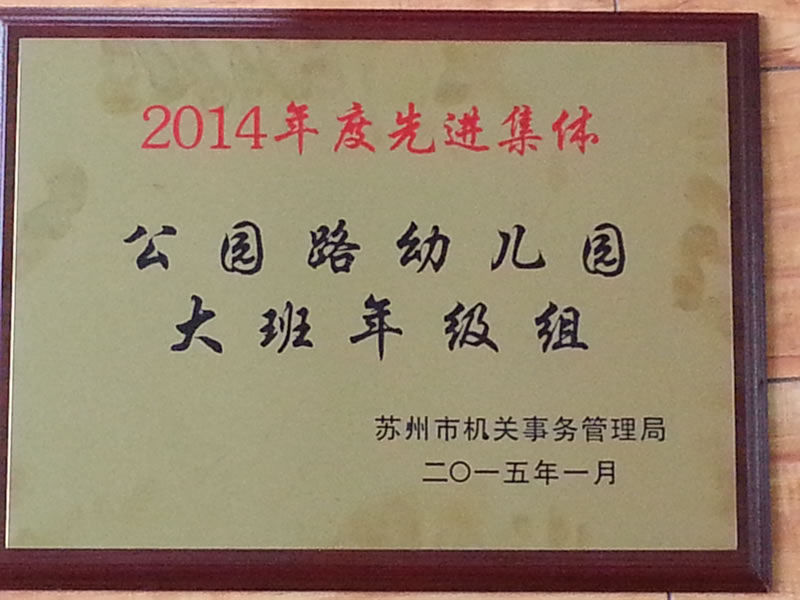 2014年度先进集体
公园路幼儿园
大班年级组
苏州市机关事务管理局
二〇一五年一月